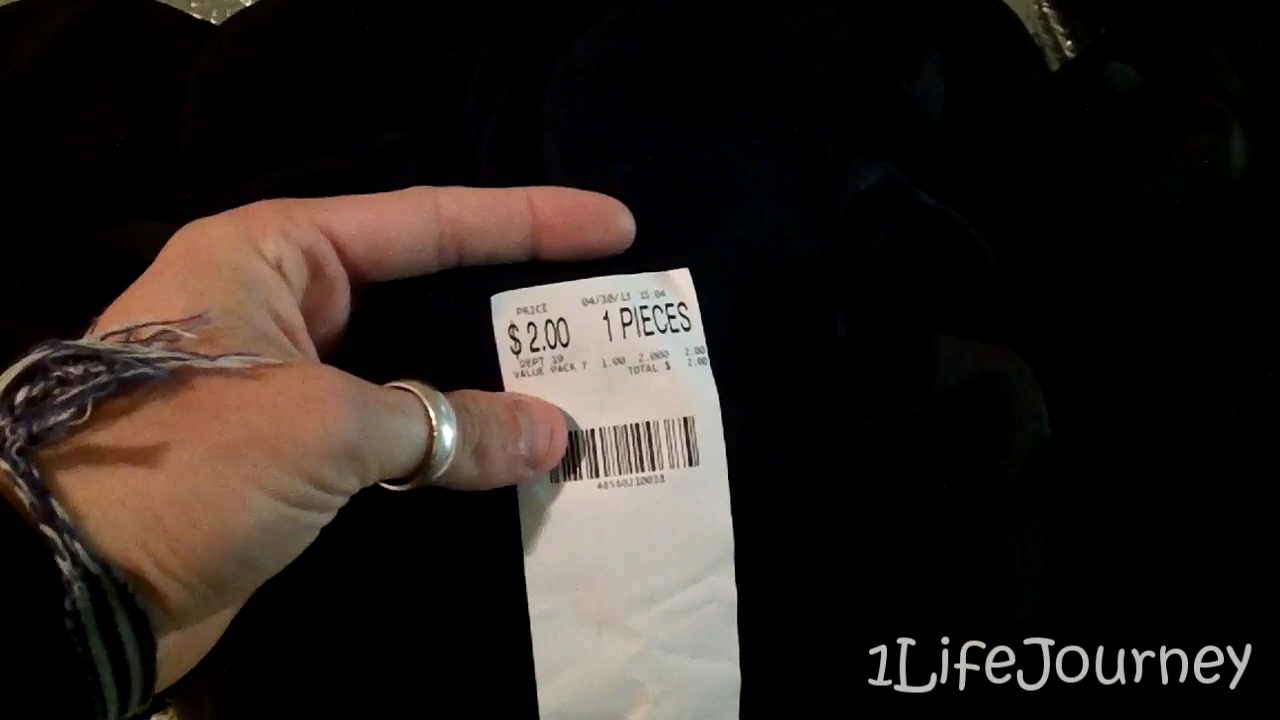 PRICE 04/30/13 15:04
$2.00 1 PIECES
DEPT 19 1.00 2.000 2.00
VALUE PACK TOTAL $ 2.00
1LifeJourney